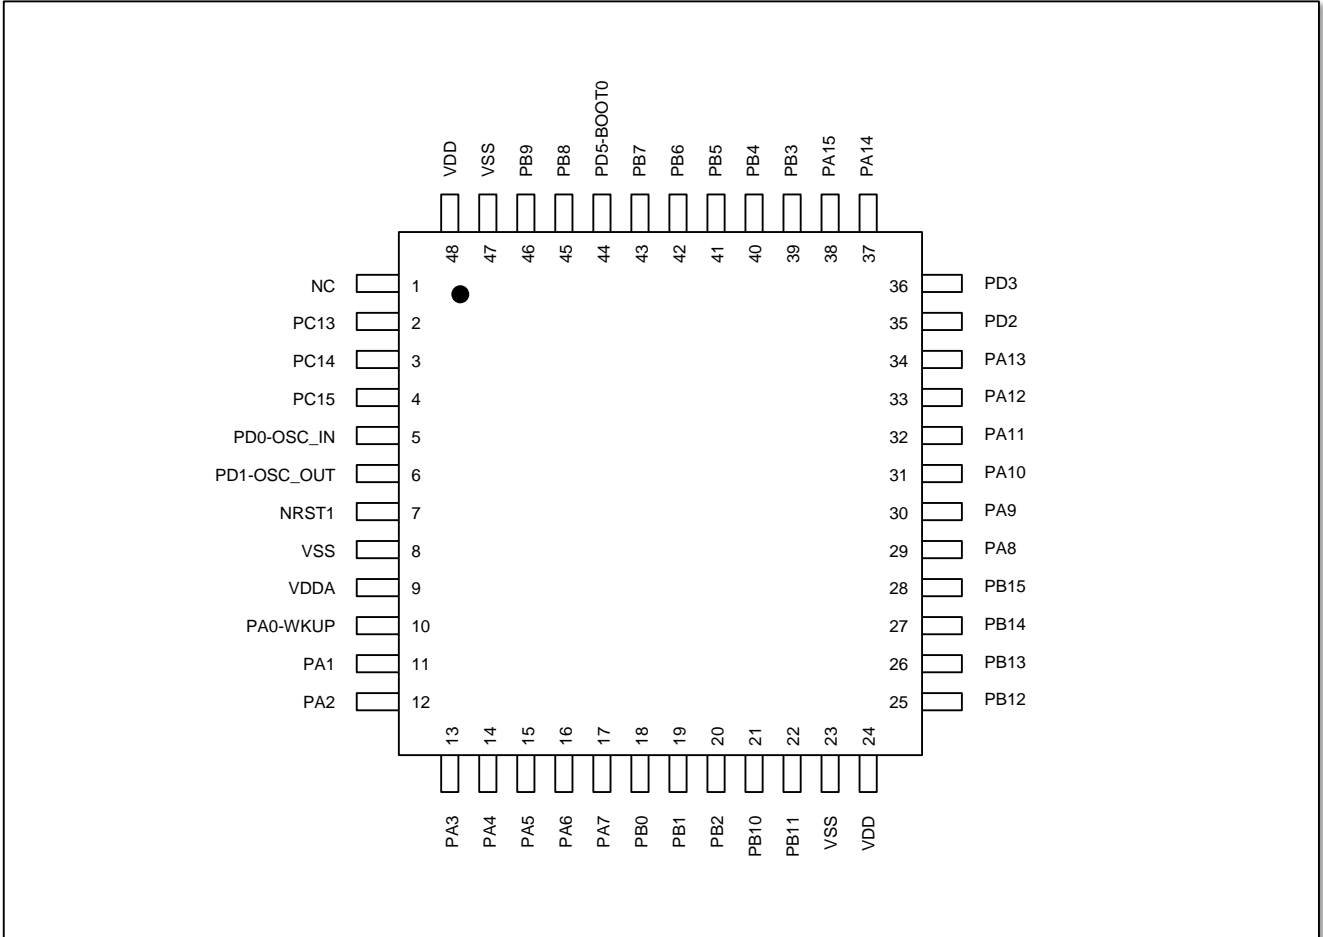 VDD VSS PB9 PB8 PD5-BOOT0 PB7 PB6 PB5 PB4 PB3 PA15 PA14
48 47 46 45 44 43 42 41 40 39 38 37
NC 1 36 PD3
PC13 2 35 PD2
PC14 3 34 PA13
PC15 4 33 PA12
PD0-OSC_IN 5 32 PA11
PD1-OSC_OUT 6 31 PA10
NRST1 7 30 PA9
VSS 8 29 PA8
VDDA 9 28 PB15
PA0-WKUP 10 27 PB14
PA1 11 26 PB13
PA2 12 25 PB12
13 14 15 16 17 18 19 20 21 22 23 24
PA3 PA4 PA5 PA6 PA7 PB0 PB1 PB2 PB10 PB11 VSS VDD